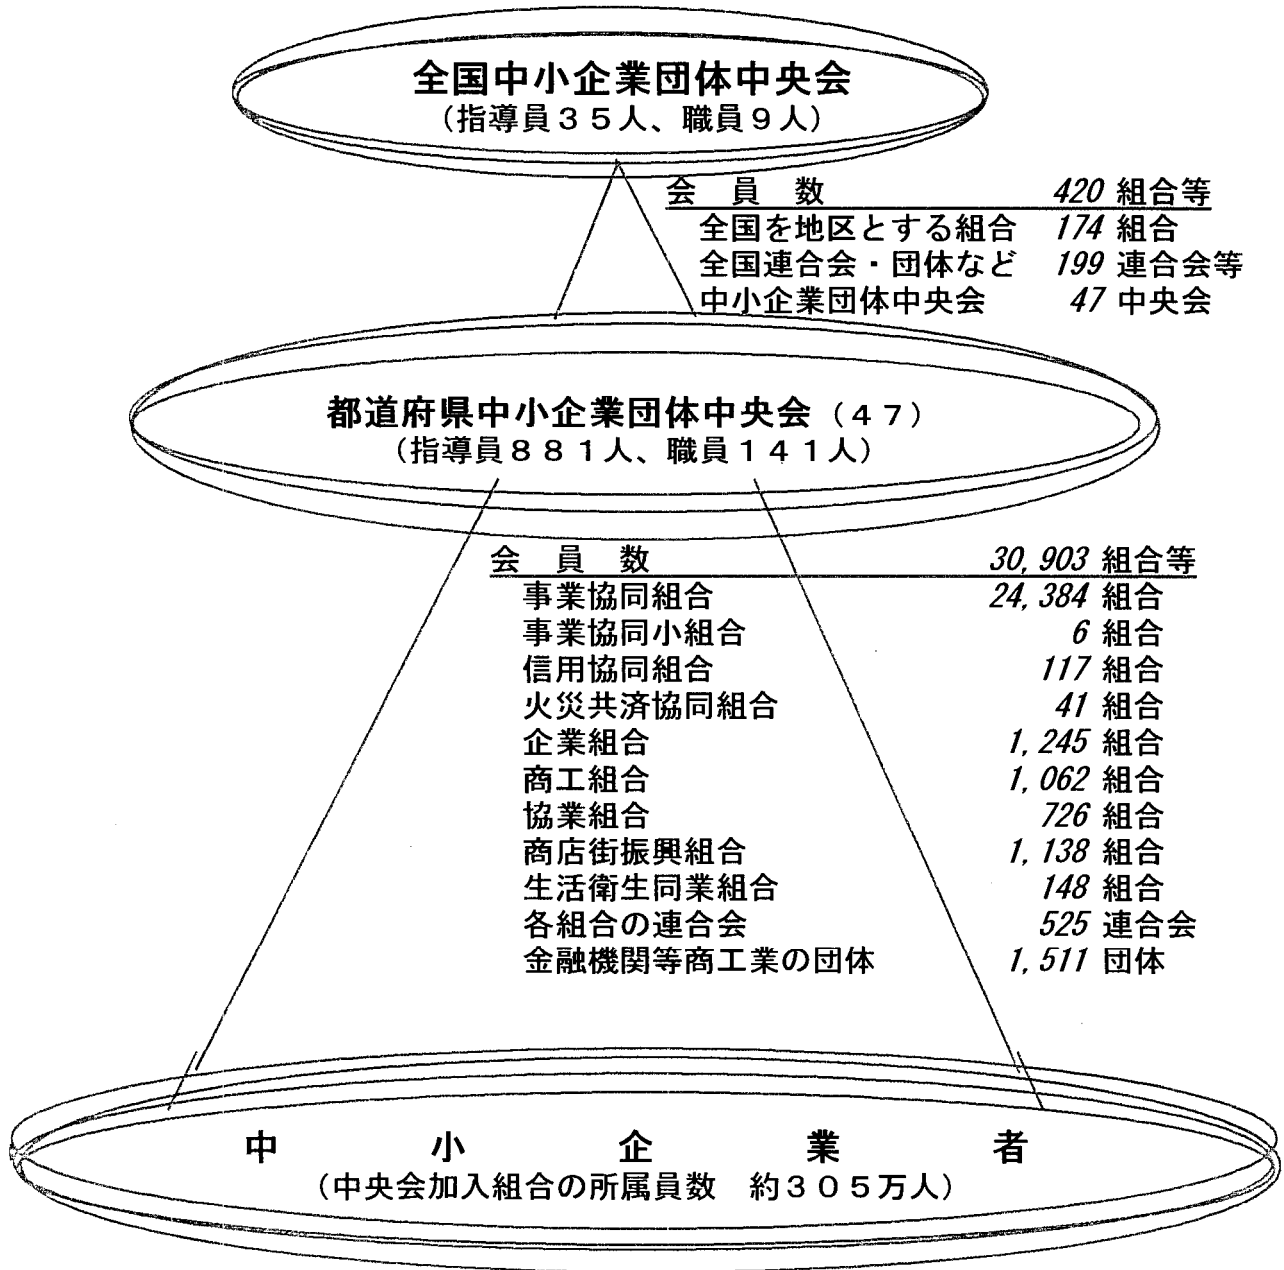 全国中小企業団体中央会
(指導員35人、職員9人)
会 員 数 420 組合等
全国を地区とする組合 174 組合
全国連合会・団体など 199 連合会等
中小企業団体中央会 47 中央会
都道府県中小企業団体中央会(47)
(指導員881人、職員141人)
会 員 数 30,903 組合等
事業協同組合 24,384 組合
事業協同小組合 6 組合
信用協同組合 117 組合
火災共済協同組合 41 組合
企業組合 1,245 組合
商工組合 1,062 組合
協業組合 726 組合
商店街振興組合 1,138 組合
生活衛生同業組合 148 組合
各組合の連合会 525 連合会
金融機関等商工業の団体 1,511 団体
中 小 企 業 者
(中央会加入組合の所属員数 約305万人)